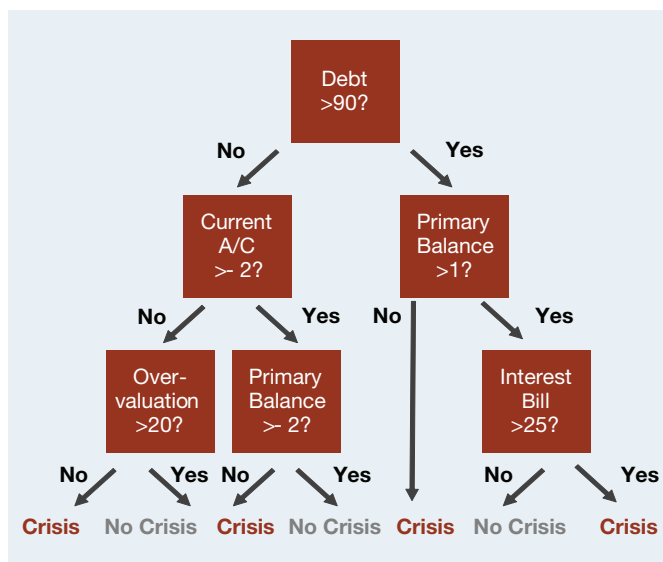 Debt
>90?
No
Yes
Current
A/C
>- 2?
Primary
Balance
>1?
No
Yes
No
Yes
Over-
valuation
>20?
Primary
Balance
>- 2?
Interest
Bill
>25?
No
Yes
No
Yes
No
Yes
Crisis
No Crisis
Crisis
No Crisis
Crisis
No Crisis
Crisis